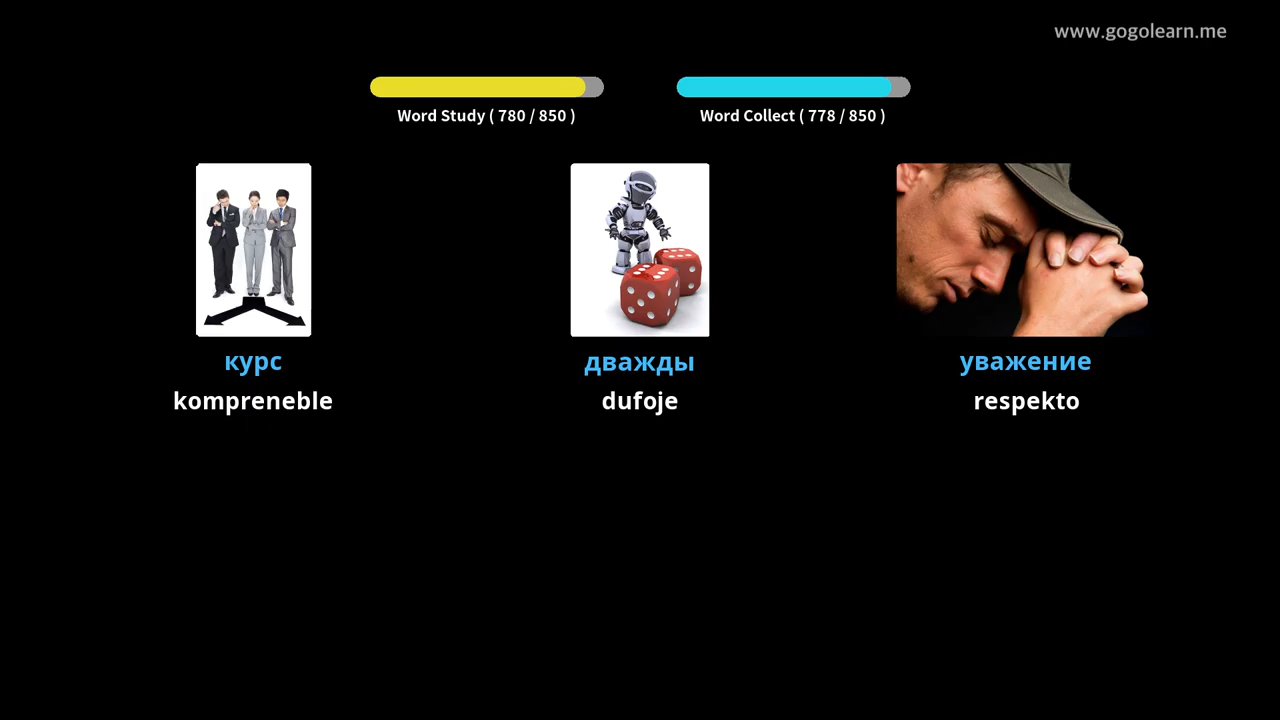 www.gogolearn.me
Word Study ( 780 / 850 )
Word Collect ( 778 / 850 )
курс
дважды
уважение
kompreneble
dufoje
respekto